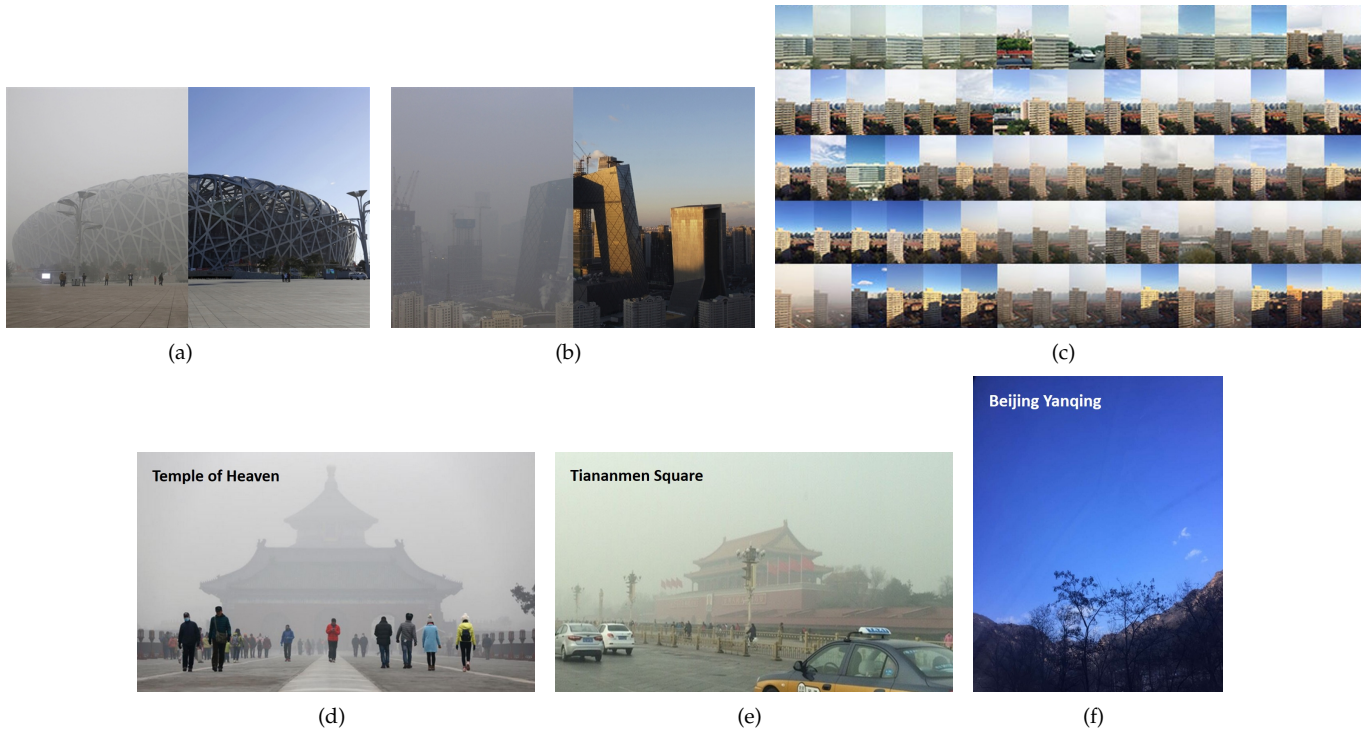 (a)
(b)
(c)
Temple of Heaven
Tiananmen Square
Beijing Yanqing
(d)
(e)
(f)